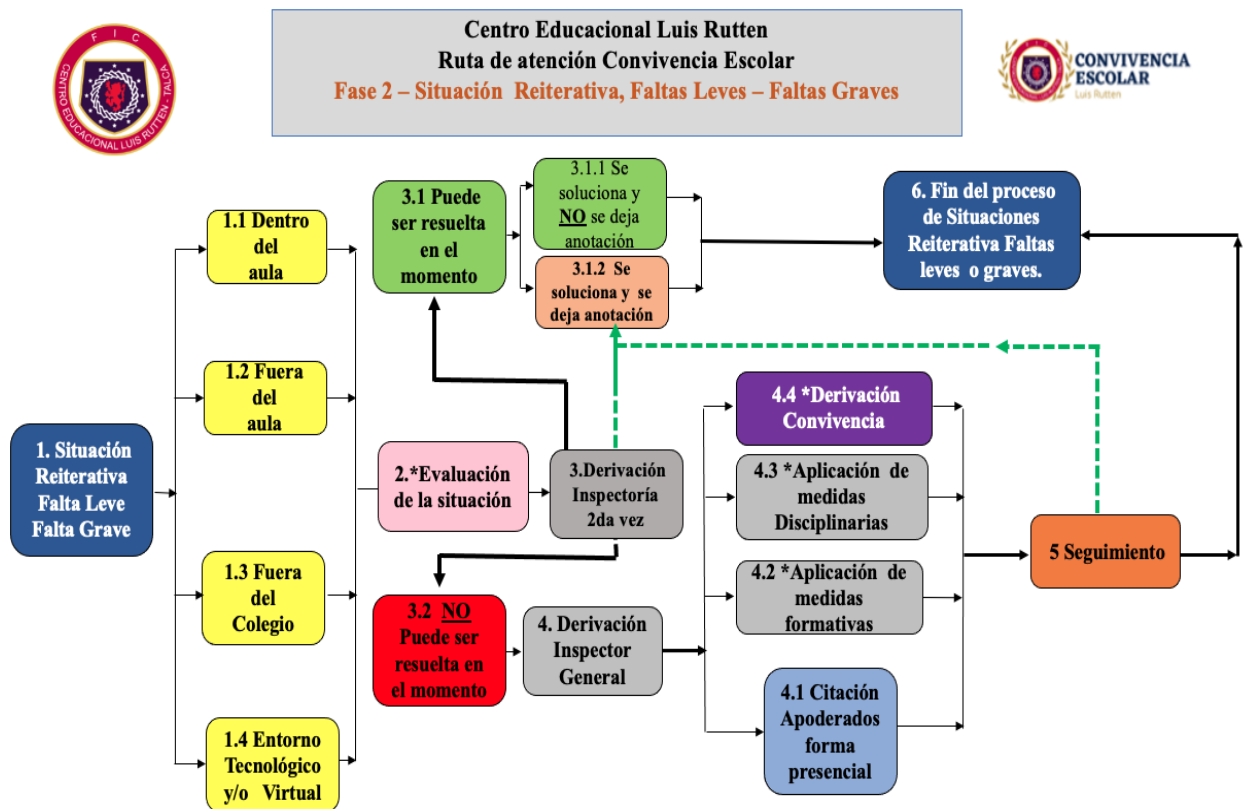 Centro Educacional Luis Rutten
Ruta de atención Convivencia Escolar
Fase 2 – Situación Reiterativa, Faltas Leves – Faltas Graves
F I C
CENTRO EDUCACIONAL LUIS RUTTEN - TALCA
CONVIVENCIA
ESCOLAR
Luis Rutten
1. Situación
Reiterativa
Falta Leve
Falta Grave
1.1 Dentro
del
aula
1.2 Fuera
del
aula
1.3 Fuera
del
Colegio
1.4 Entorno
Tecnológico
y/o Virtual
2.*Evaluación
de la situación
3.Derivación
Inspectoría
2da vez
3.1 Puede
ser resuelta
en el
momento
3.1.1 Se
soluciona y
NO se deja
anotación
3.1.2 Se
soluciona y se
deja anotación
3.2 NO
Puede ser
resuelta en
el momento
4. Derivación
Inspector
General
4.4 *Derivación
Convivencia
4.3 *Aplicación de
medidas
Disciplinarias
4.2 *Aplicación de
medidas
formativas
4.1 Citación
Apoderados
forma
presencial
5 Seguimiento
6. Fin del proceso
de Situaciones
Reiterativa Faltas
leves o graves.